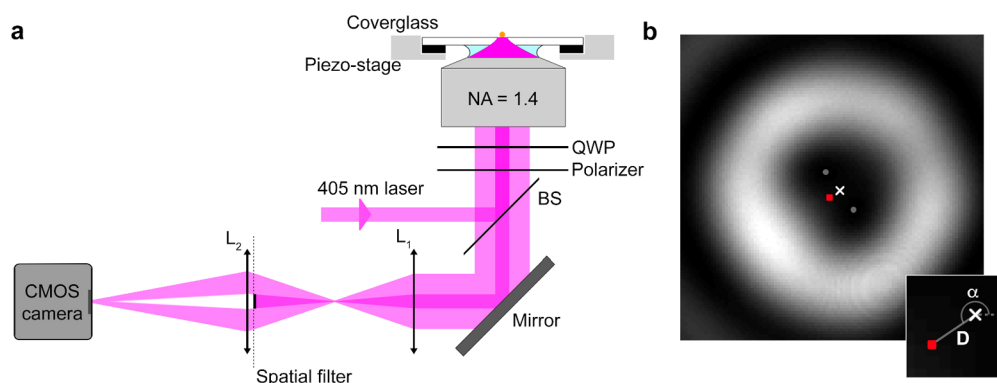 a
Coverglass
Piezo-stage
NA = 1.4
QWP
Polarizer
405 nm laser
BS
L2
L1
CMOS
camera
Mirror
Spatial filter
b
α
D